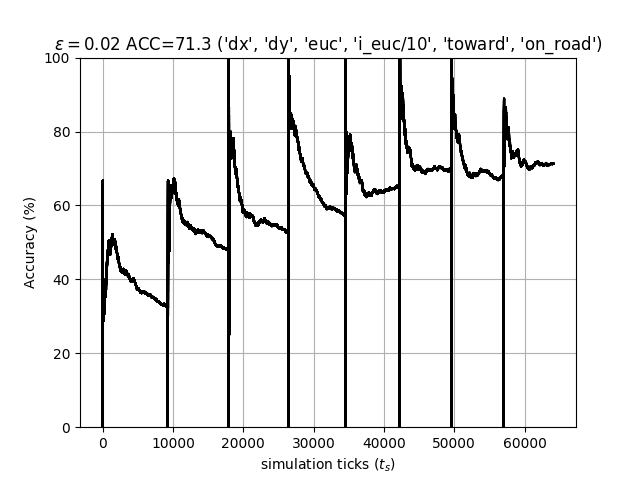 ε = 0.02 ACC=71.3 ('dx', 'dy', 'euc', 'i_euc/10', 'toward', 'on_road')
100
80
60
40
20
0
Accuracy (%)
0 10000 20000 30000 40000 50000 60000
simulation ticks (tₛ)